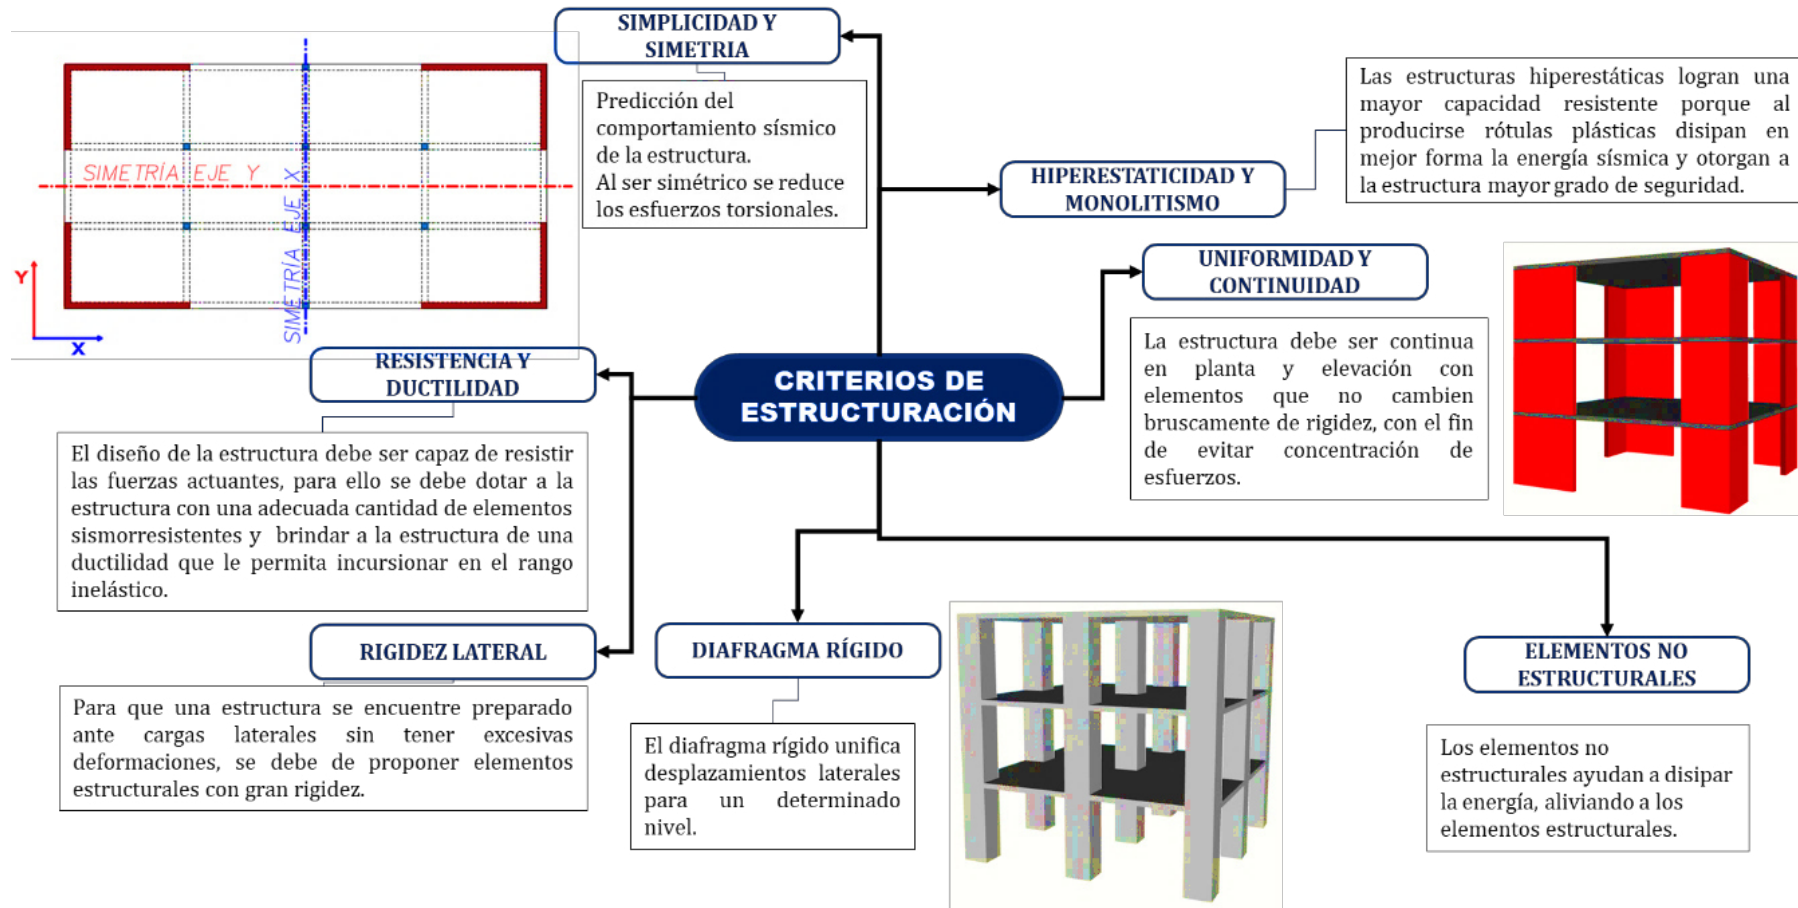 SIMPLICIDAD Y
SIMETRIA
Predicción del
comportamiento sísmico
de la estructura.
Al ser simétrico se reduce
los esfuerzos torsionales.
SIMETRÍA EJE Y
SIMETRÍA EJE X
Y
X
HIPERESTATICIDAD Y
MONOLITISMO
Las estructuras hiperestáticas logran una
mayor capacidad resistente porque al
producirse rótulas plásticas disipan en
mejor forma la energía sísmica y otorgan a
la estructura mayor grado de seguridad.
UNIFORMIDAD Y
CONTINUIDAD
La estructura debe ser continua
en planta y elevación con
elementos que no cambien
bruscamente de rigidez, con el fin
de evitar concentración de
esfuerzos.
CRITERIOS DE
ESTRUCTURACIÓN
RESISTENCIA Y
DUCTILIDAD
El diseño de la estructura debe ser capaz de resistir
las fuerzas actuantes, para ello se debe dotar a la
estructura con una adecuada cantidad de elementos
sismorresistentes y brindar a la estructura de una
ductilidad que le permita incursionar en el rango
inelástico.
RIGIDEZ LATERAL
Para que una estructura se encuentre preparado
ante cargas laterales sin tener excesivas
deformaciones, se debe de proponer elementos
estructurales con gran rigidez.
DIAFRAGMA RÍGIDO
El diafragma rígido unifica
desplazamientos laterales
para un determinado
nivel.
ELEMENTOS NO
ESTRUCTURALES
Los elementos no
estructurales ayudan a disipar
la energía, aliviando a los
elementos estructurales.